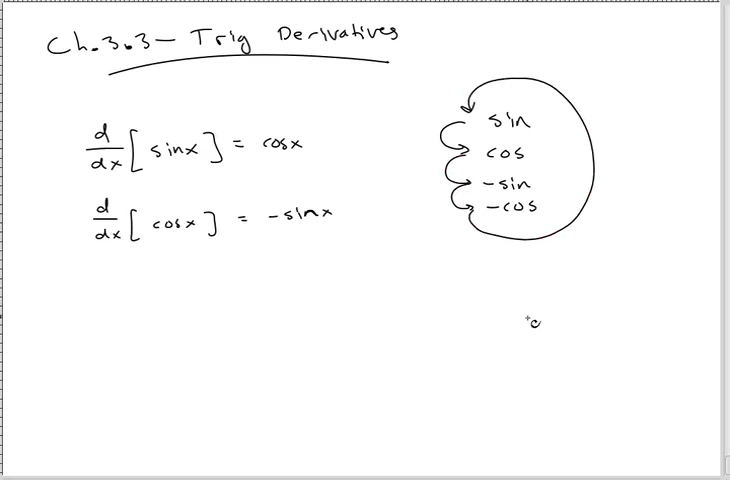 Ch.3.3 – Trig Derivatives
d/dx [ sinx ] = cosx
d/dx [ cosx ] = -sinx
sin
cos
-sin
-cos
c